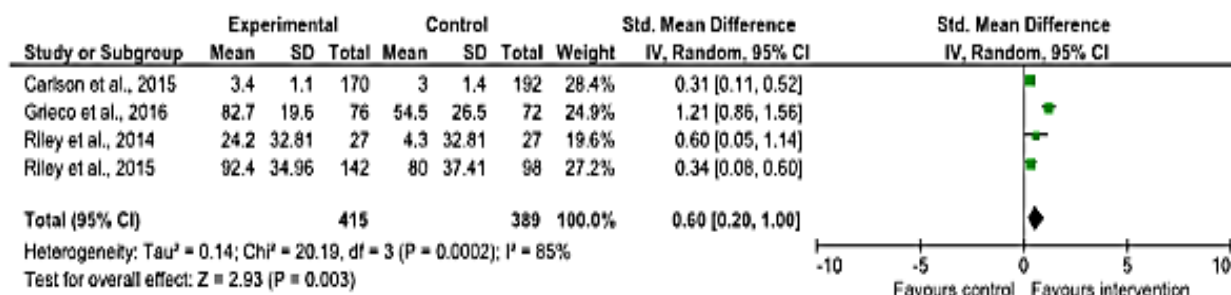 Experimental Control Std. Mean Difference Std. Mean Difference
Study or Subgroup Mean SD Total Mean SD Total Weight IV, Random, 95% CI IV, Random, 95% CI
Carlson et al., 2015 3.4 1.1 170 3 1.4 192 28.4% 0.31 [0.11, 0.52]
Grieco et al., 2016 82.7 19.6 76 54.5 26.5 72 24.9% 1.21 [0.86, 1.56]
Riley et al., 2014 24.2 32.81 27 4.3 32.81 27 19.6% 0.60 [0.05, 1.14]
Riley et al., 2015 92.4 34.96 142 80 37.41 98 27.2% 0.34 [0.08, 0.60]
Total (95% CI) 415 389 100.0% 0.60 [0.20, 1.00]
Heterogeneity: Tau² = 0.14; Chi² = 20.19, df = 3 (P = 0.0002); I² = 85%
Test for overall effect: Z = 2.93 (P = 0.003)
-10 -5 0 5 10
Favours control Favours intervention